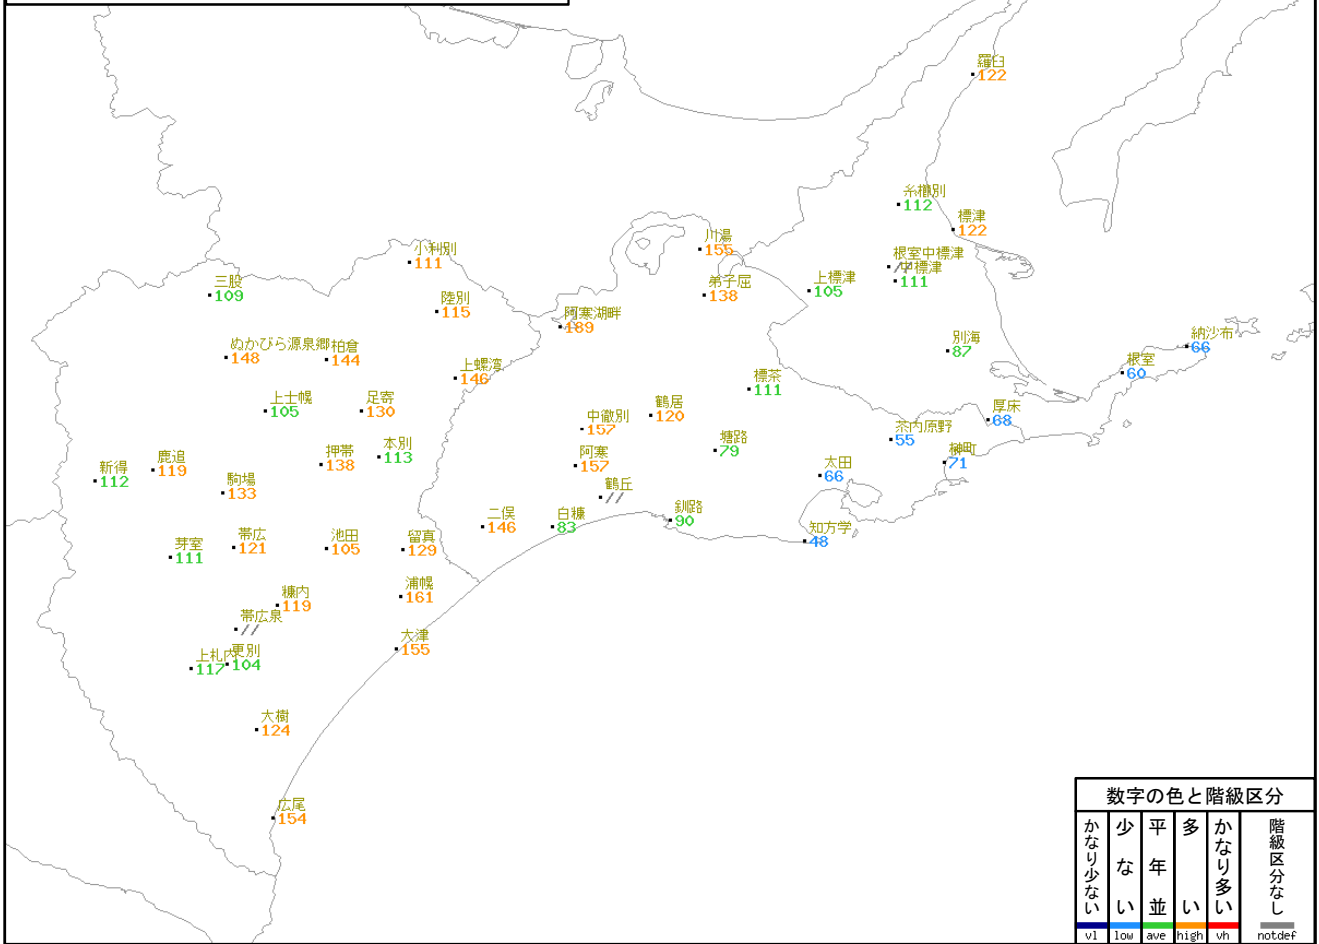 羅臼
122
糸櫛別
112
標津
122
川湯
155
小利別
111
根室中標津
//
中標津
111
三股
109
弟子屈
138
上標津
105
陸別
115
阿寒湖畔
189
納沙布
66
ぬかびら源泉郷
148
柏倉
144
別海
87
根室
60
上螺湾
146
標茶
111
上士幌
105
足寄
130
鶴居
120
厚床
68
中徹別
157
茶内原野
55
塘路
79
本別
113
押帯
138
鹿追
119
新得
112
阿寒
157
太田
66
榊町
71
駒場
133
鶴丘
//
二俣
146
白糠
83
釧路
90
知方学
48
芽室
111
帯広
121
池田
105
留真
129
浦幌
161
糠内
119
帯広泉
//
大津
155
上札内
117
更別
104
大樹
124
広尾
154
数字の色と階級区分
かなり少ない
少ない
平年並
多い
かなり多い
階級区分なし
vl low ave high vh notdef